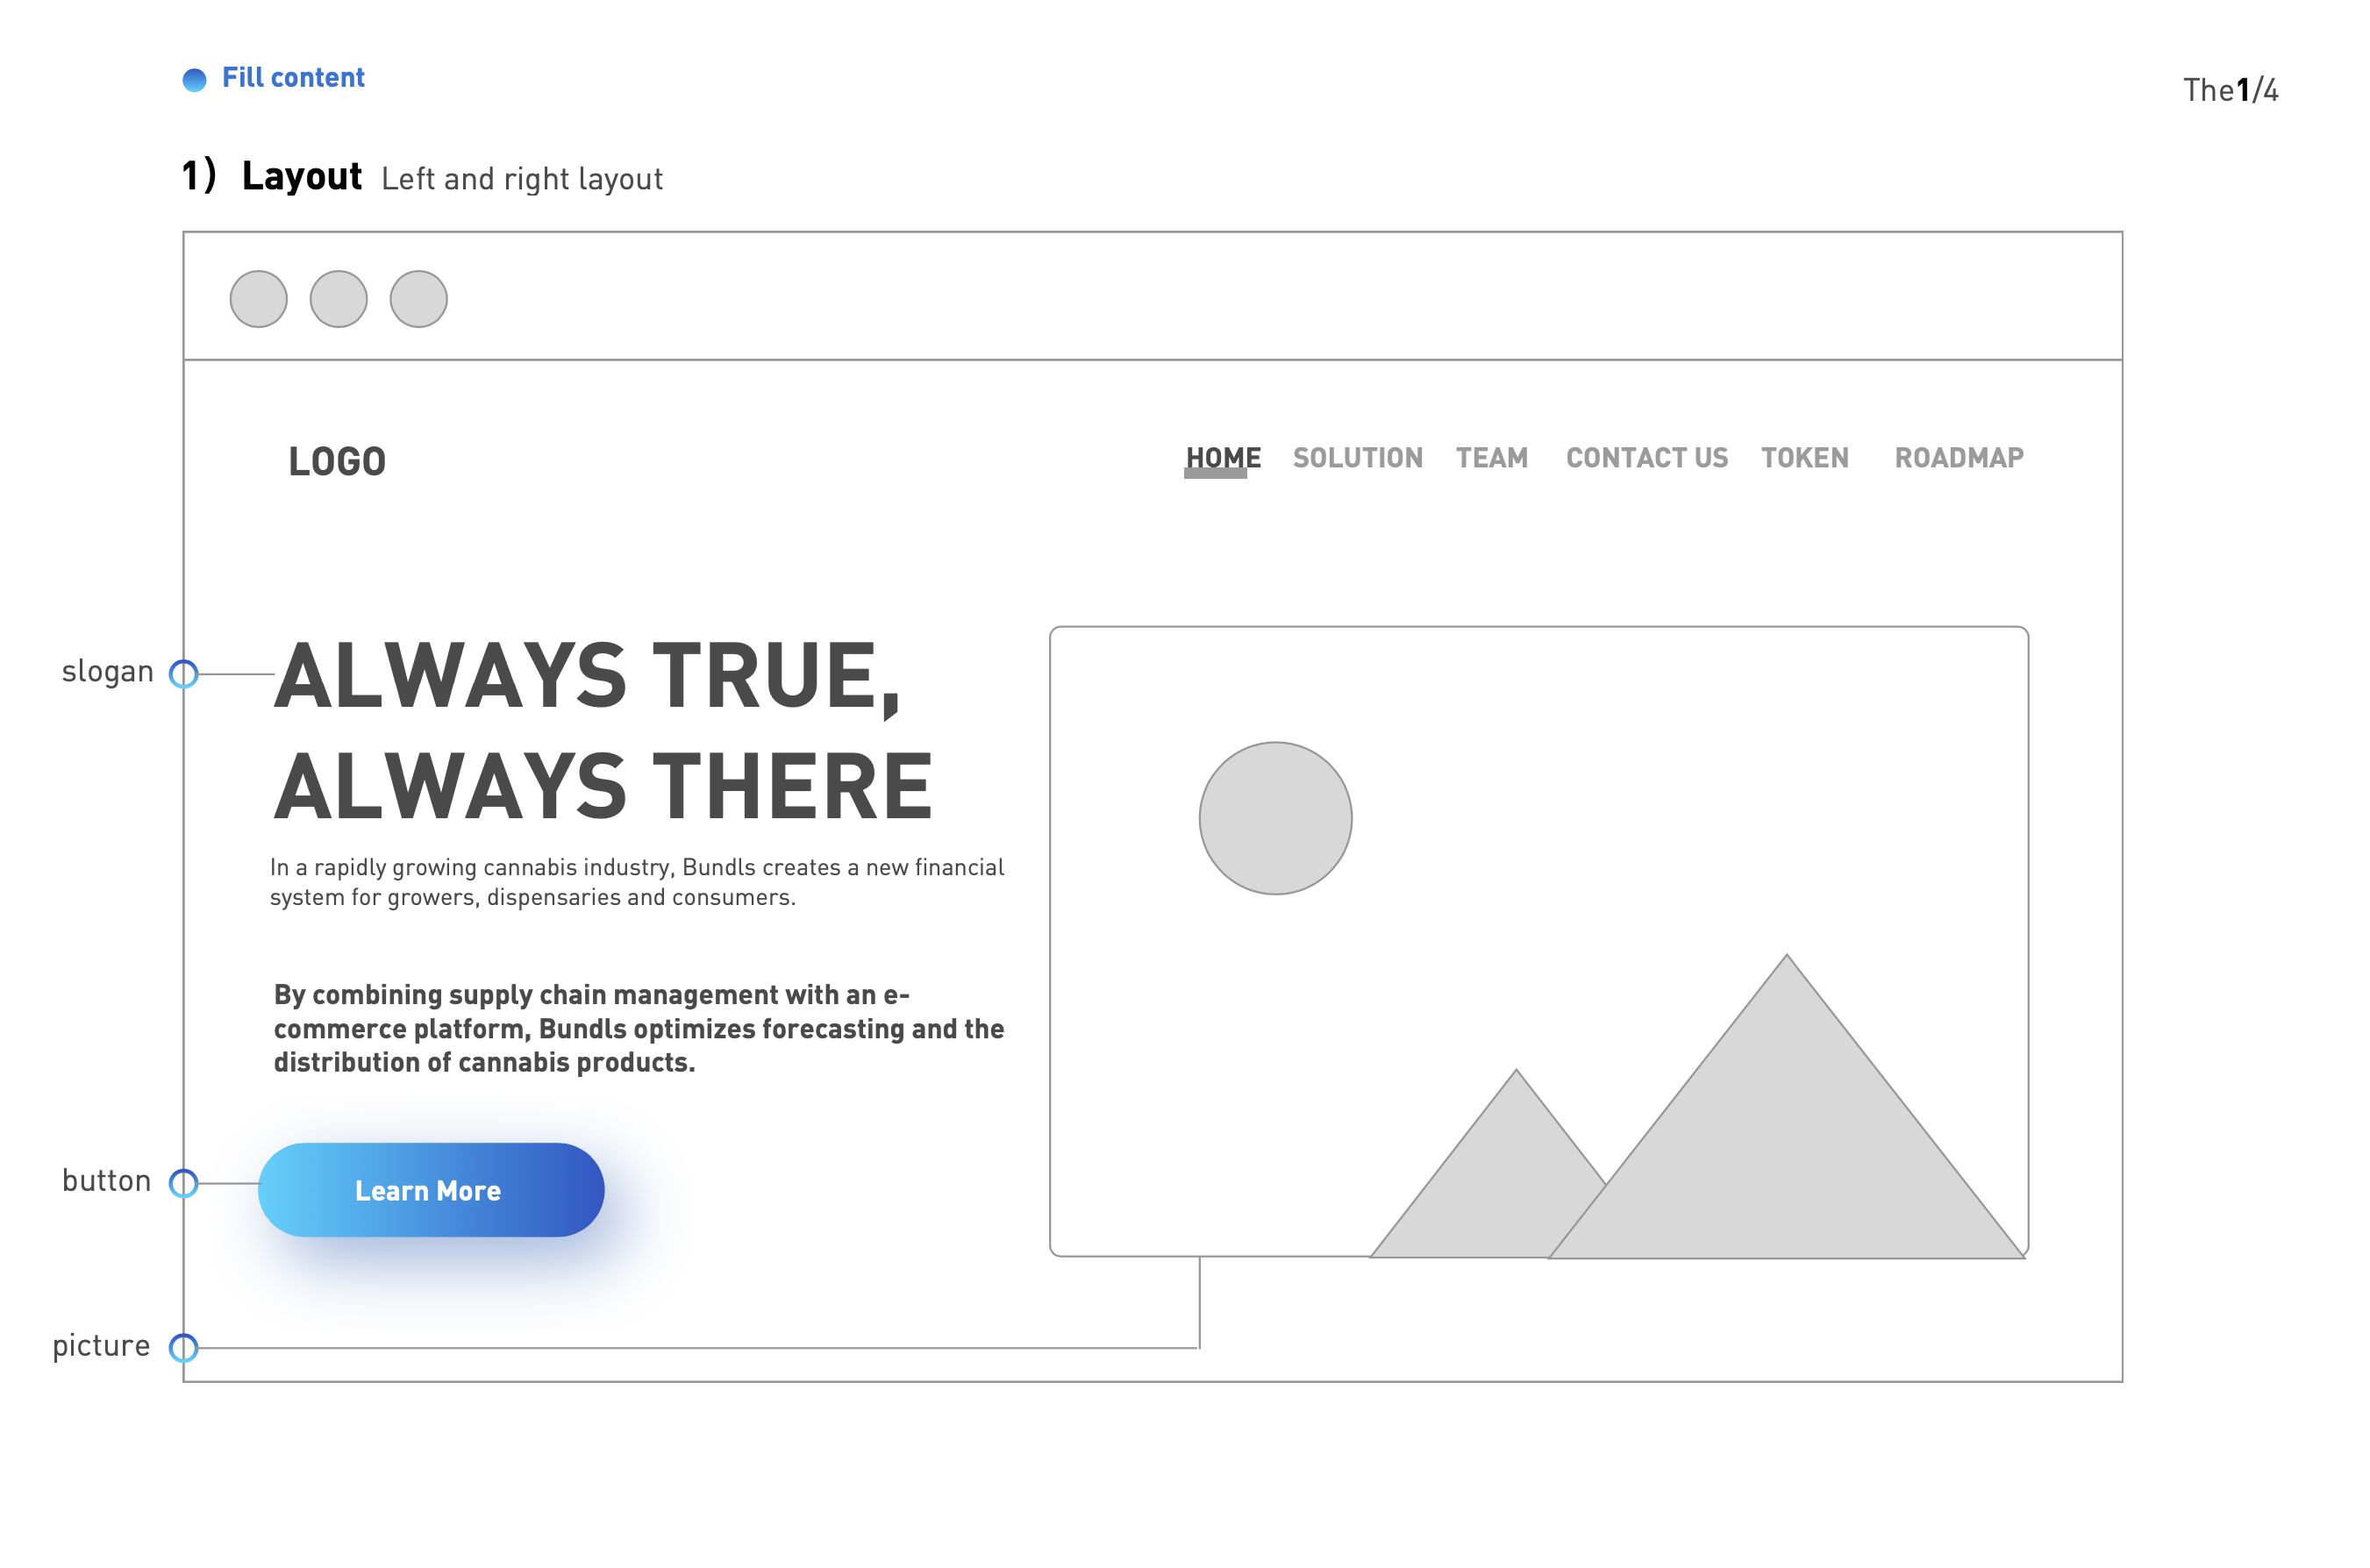 Fill content
The1/4
1) Layout Left and right layout
LOGO
HOME SOLUTION TEAM CONTACT US TOKEN ROADMAP
slogan
ALWAYS TRUE,
ALWAYS THERE
In a rapidly growing cannabis industry, Bundls creates a new financial
system for growers, dispensaries and consumers.
By combining supply chain management with an e-
commerce platform, Bundls optimizes forecasting and the
distribution of cannabis products.
button
Learn More
picture